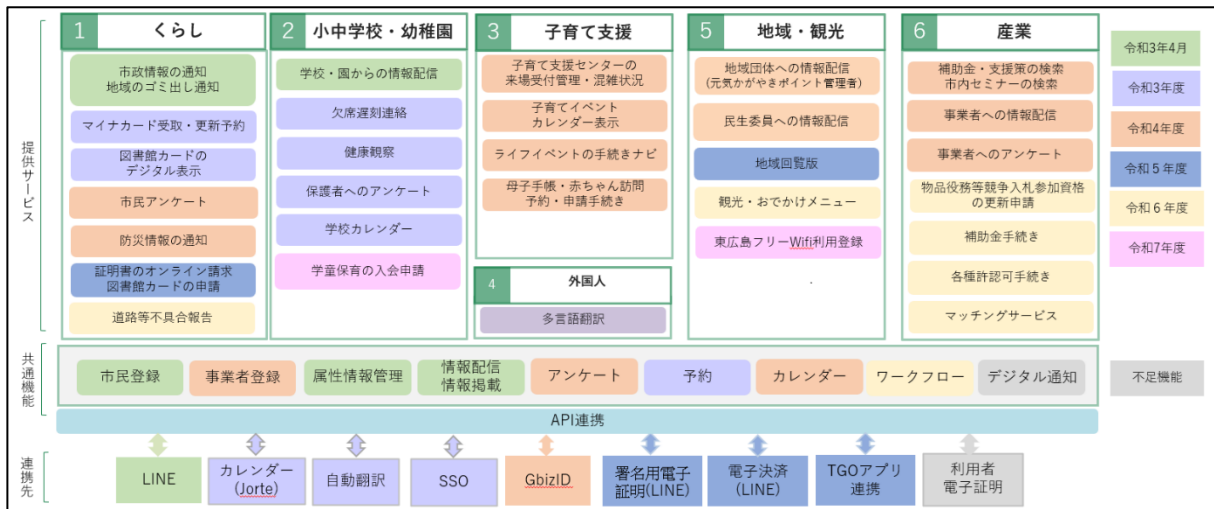 提供サービス
1 くらし
市政情報の通知
地域のゴミ出し通知
マイナカード受取・更新予約
図書館カードの
デジタル表示
市民アンケート
防災情報の通知
証明書のオンライン請求
図書館カードの申請
道路等不具合報告
2 小中学校・幼稚園
学校・園からの情報配信
欠席遅刻連絡
健康観察
保護者へのアンケート
学校カレンダー
学童保育の入会申請
3 子育て支援
子育て支援センターの
来場受付管理・混雑状況
子育てイベント
カレンダー表示
ライフイベントの手続きナビ
母子手帳・赤ちゃん訪問
予約・申請手続き
4 外国人
多言語翻訳
5 地域・観光
地域団体への情報配信
(元気かがやきポイント管理者)
民生委員への情報配信
地域回覧版
観光・おでかけメニュー
東広島フリーWifi利用登録
6 産業
補助金・支援策の検索
市内セミナーの検索
事業者への情報配信
事業者へのアンケート
物品役務等競争入札参加資格
の更新申請
補助金手続き
各種許認可手続き
マッチングサービス
令和3年4月
令和3年度
令和4年度
令和5年度
令和6年度
令和7年度
共通機能
市民登録
事業者登録
属性情報管理
情報配信
情報掲載
アンケート
予約
カレンダー
ワークフロー
デジタル通知
不足機能
API連携
連携先
LINE
カレンダー
(Jorte)
自動翻訳
SSO
GbizID
署名用電子
証明(LINE)
電子決済
(LINE)
TGOアプリ
連携
利用者
電子証明